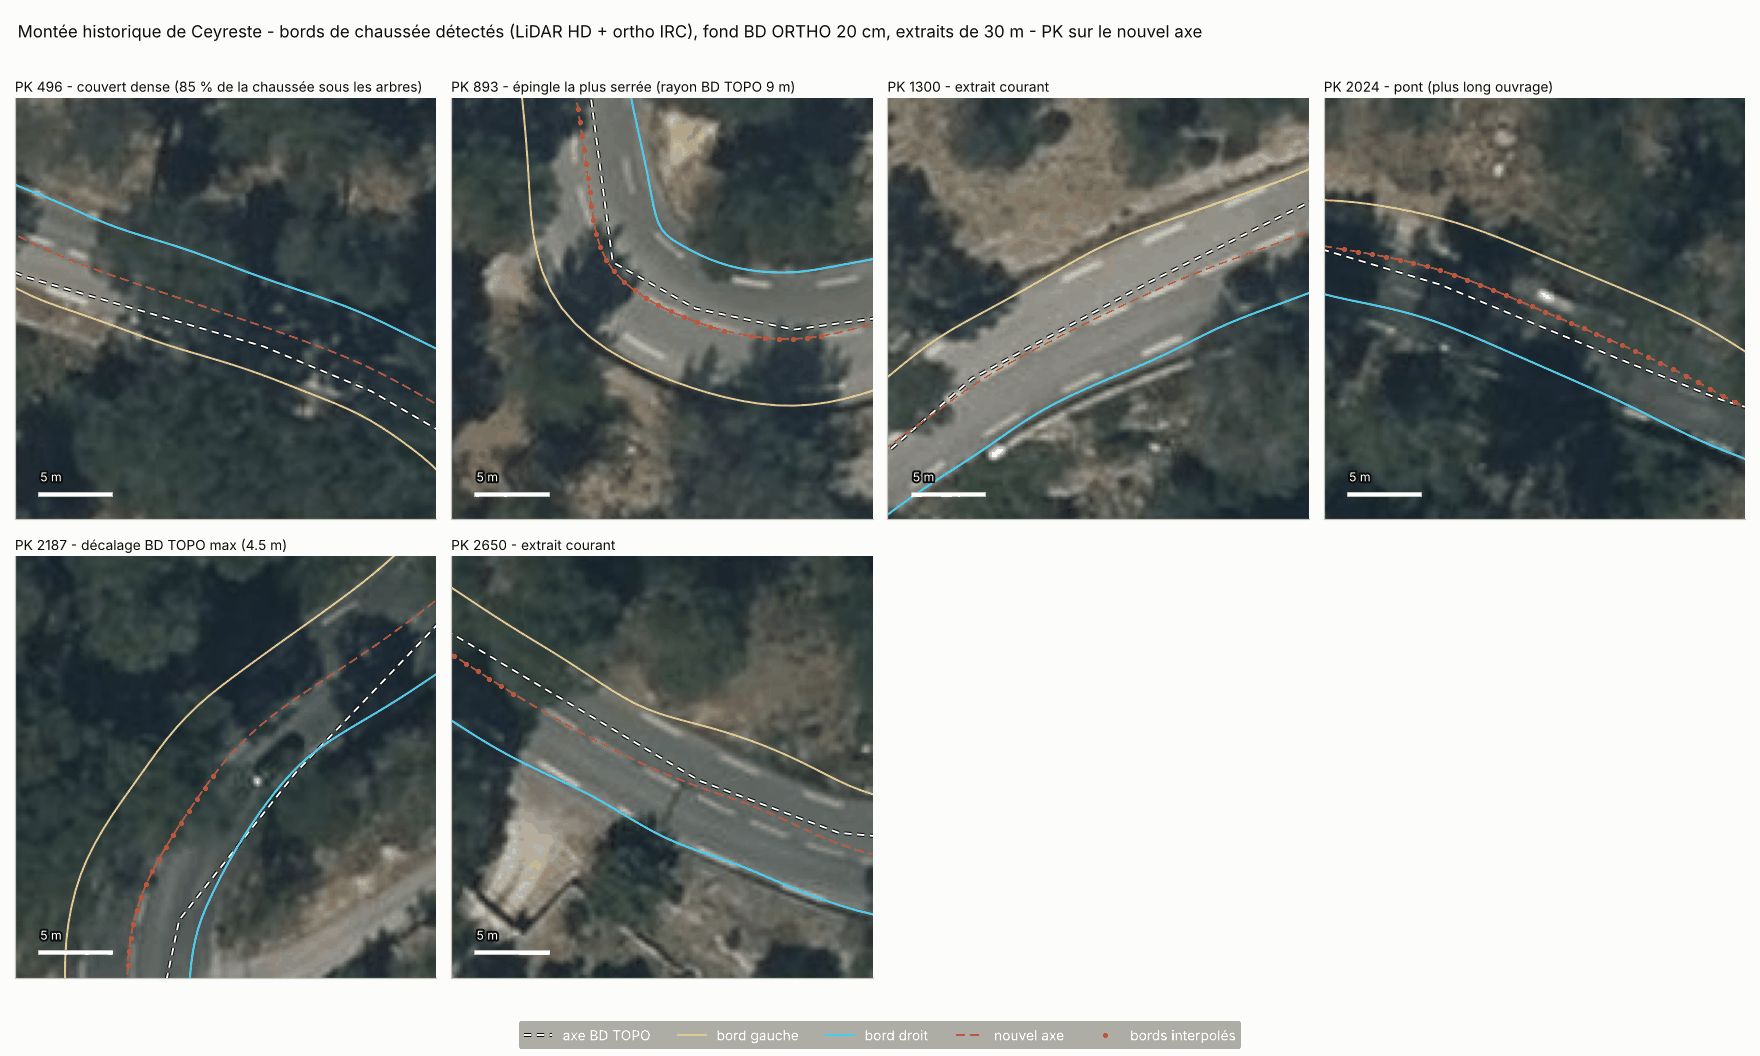 Montée historique de Ceyreste - bords de chaussée détectés (LiDAR HD + ortho IRC), fond BD ORTHO 20 cm, extraits de 30 m - PK sur le nouvel axe
PK 496 - couvert dense (85 % de la chaussée sous les arbres)
PK 893 - épingle la plus serrée (rayon BD TOPO 9 m)
PK 1300 - extrait courant
PK 2024 - pont (plus long ouvrage)
5 m
5 m
5 m
5 m
PK 2187 - décalage BD TOPO max (4.5 m)
PK 2650 - extrait courant
5 m
5 m
axe BD TOPO bord gauche bord droit nouvel axe bords interpolés